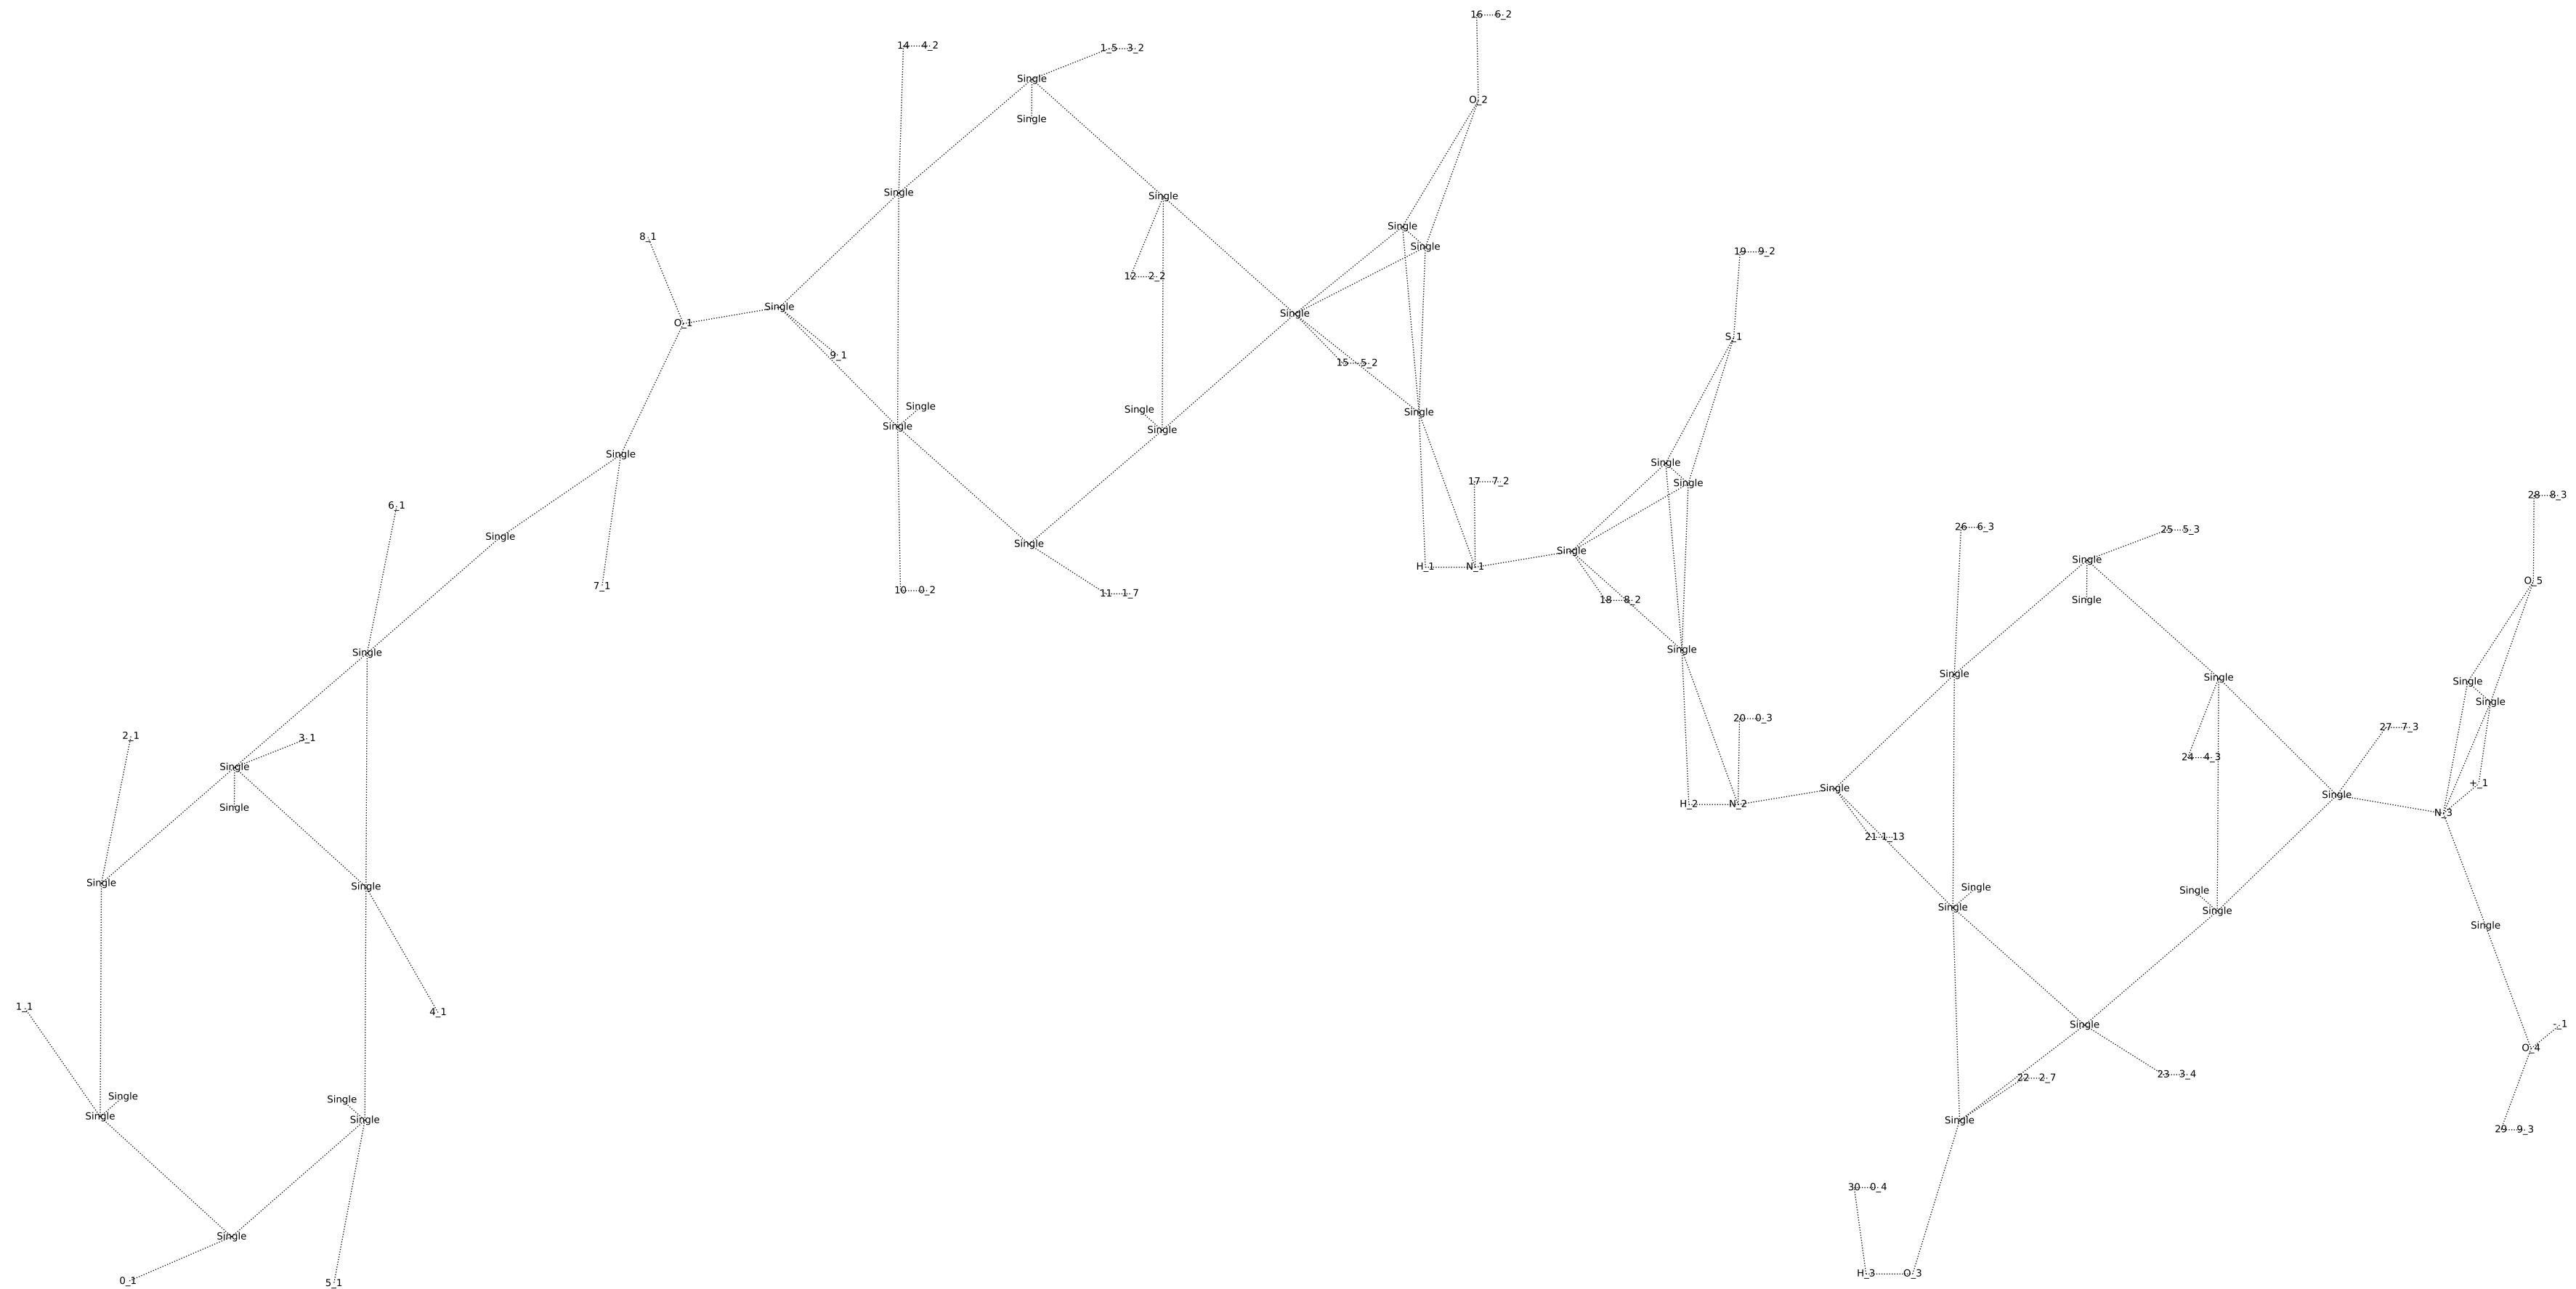 16 6_2
14 4_2
1_5 3_2
Single
O_2
Single
Single
Single
Single
8_1
Single
19 9_2
12 2_2
Single
9_1
Single
O_1
S_1
15 5_2
Single
Single
Single
Single
Single
Single
Single
Single
17 7_2
Single
28 8_3
6_1
26 6_3
25 5_3
Single
Single
Single
Single
H_1 N_1
O_5
7_1
10 0_2
11 1_7
18 8_2
Single
Single
Single
Single
Single
Single
Single
20 0_3
27 7_3
2_1
3_1
24 4_3
Single
+_1
Single
Single
H_2 N_2
Single
N_3
21 1_13
Single
Single
Single
Single
Single
Single
Single
Single
1_1
4_1
Single
-_1
O_4
22 2_7
23 3_4
Single
Single
Single
Single
Single
29 9_3
30 0_4
Single
0_1
5_1
H_3 O_3